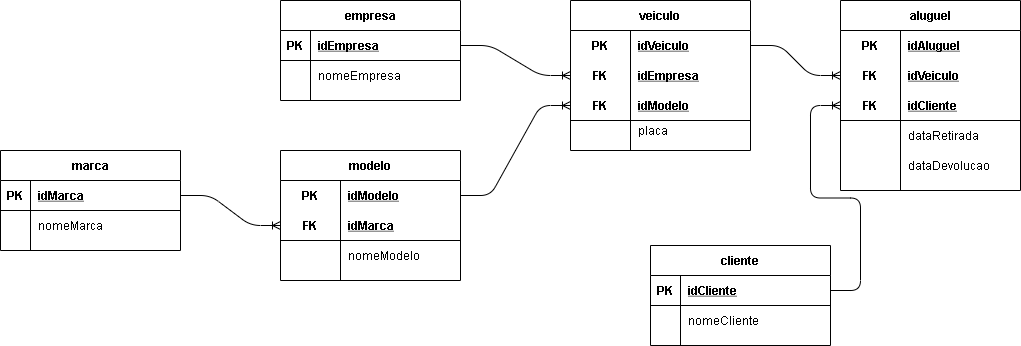 empresa
PK idEmpresa
nomeEmpresa
veiculo
PK idVeiculo
FK idEmpresa
FK idModelo
placa
aluguel
PK idAluguel
FK idVeiculo
FK idCliente
dataRetirada
dataDevolucao
marca
PK idMarca
nomeMarca
modelo
PK idModelo
FK idMarca
nomeModelo
cliente
PK idCliente
nomeCliente